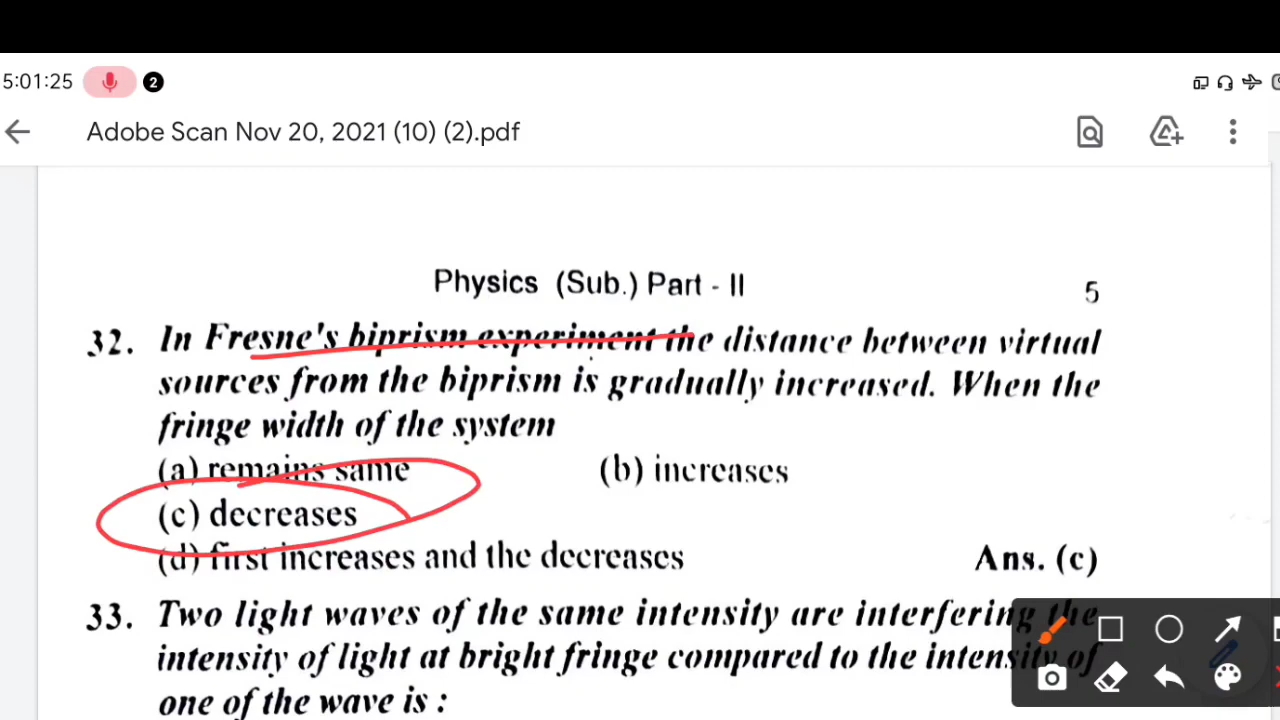 5:01:25 2
Adobe Scan Nov 20, 2021 (10) (2).pdf
Physics (Sub.) Part - II 5
32. In Fresne's biprism experiment the distance between virtual
sources from the biprism is gradually increased. When the
fringe width of the system
(a) remains same (b) increases
(c) decreases
(d) first increases and the decreases Ans. (c)
33. Two light waves of the same intensity are interfering the
intensity of light at bright fringe compared to the intensity of
one of the wave is :